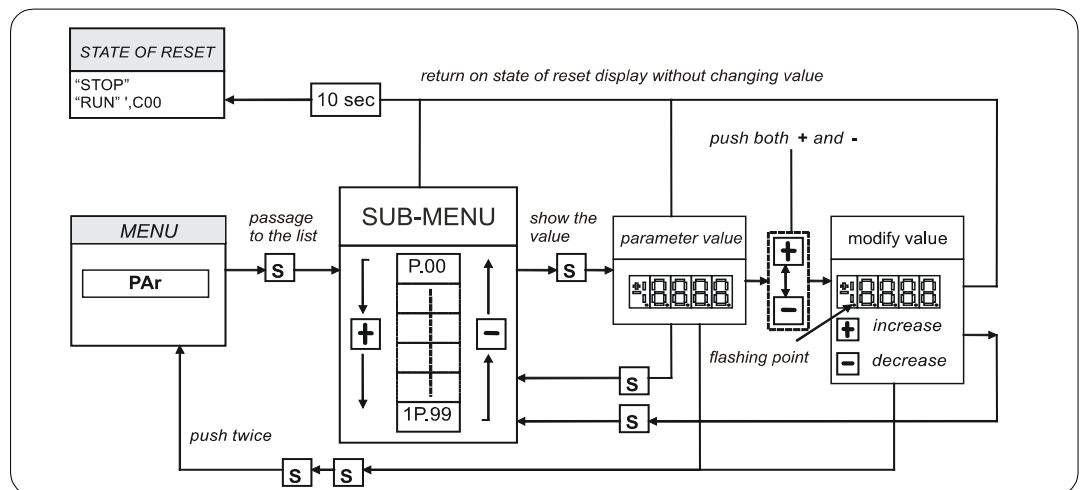 STATE OF RESET
“STOP”
“RUN” ',C00
return on state of reset display without changing value
10 sec
push both + and -
MENU
PAr
passage
to the list
S
SUB-MENU
P.00
+
-
1P.99
show the
value
S
parameter value
+
-
modify value
flashing point
+ increase
- decrease
S
S
push twice
S
S